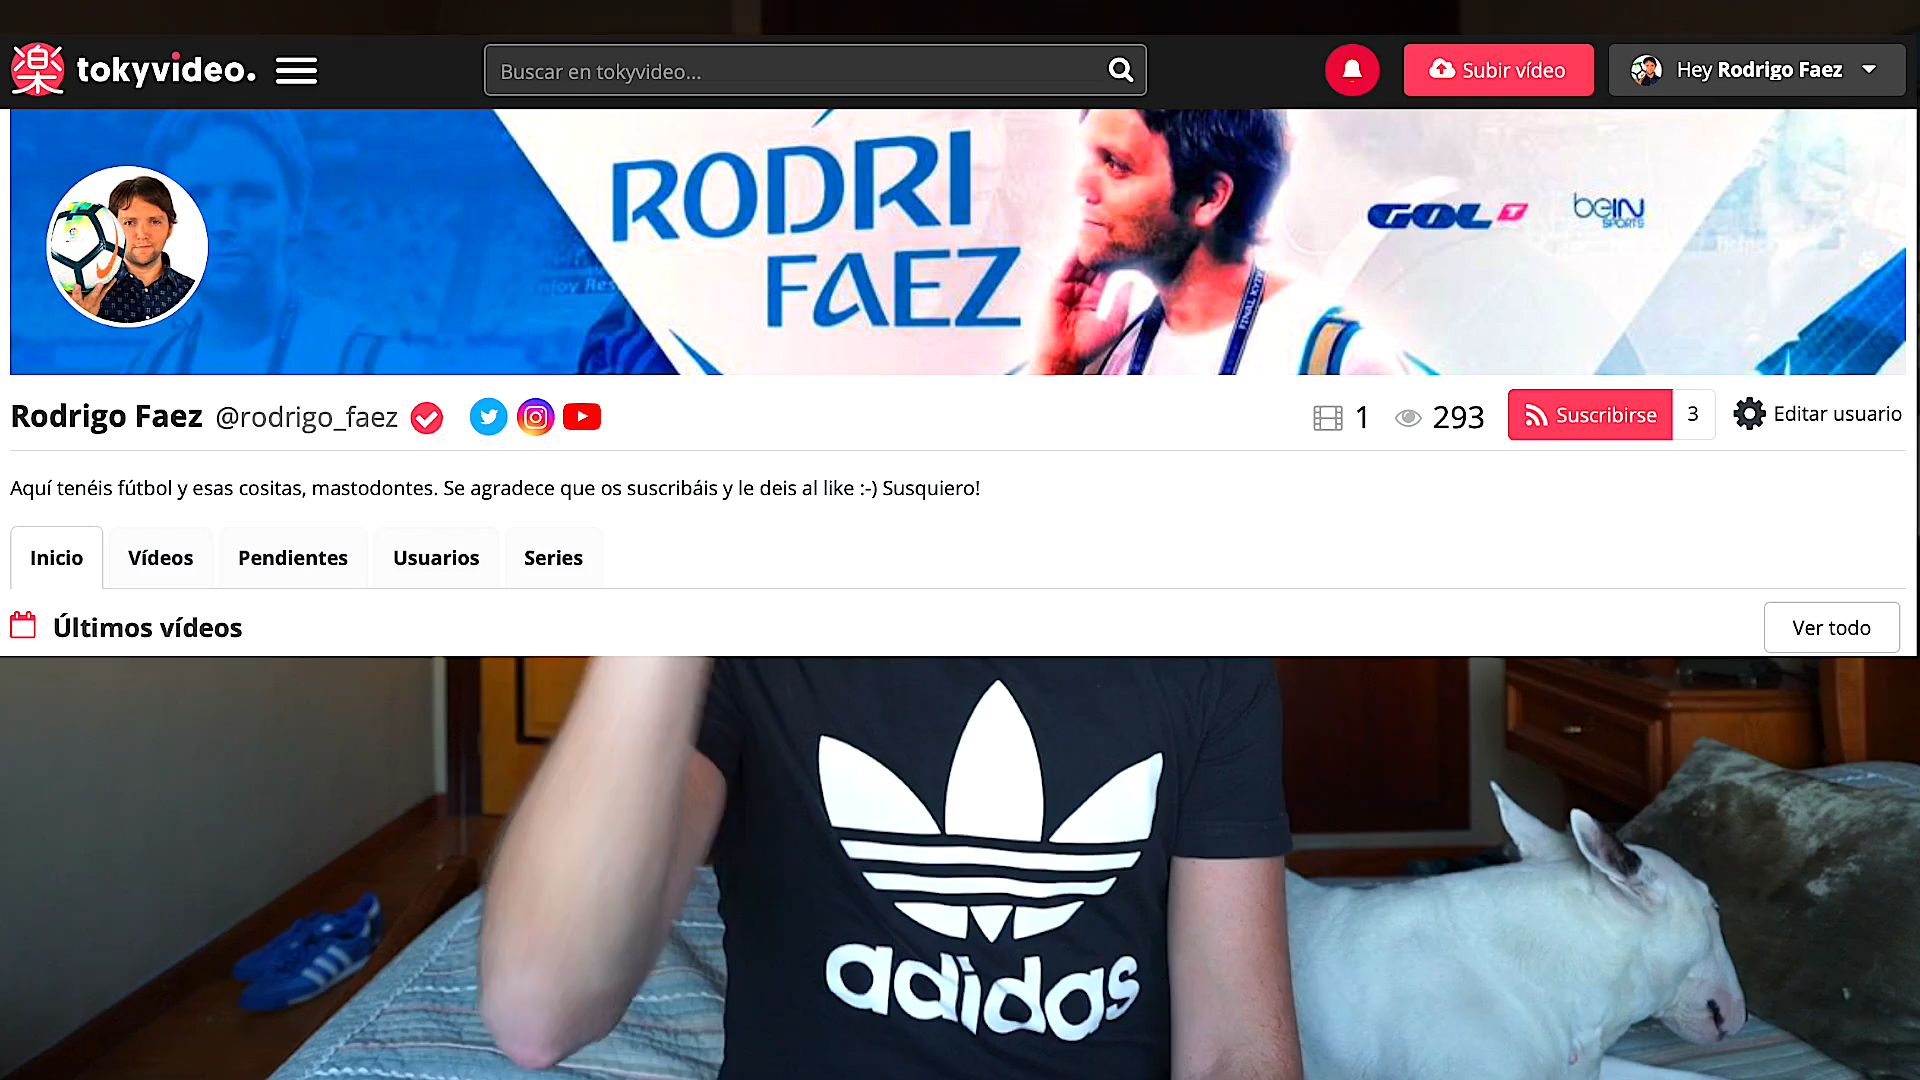 楽 tokyvideo.
Buscar en tokyvideo...
Subir vídeo
Hey Rodrigo Faez
RODRI
FAEZ
GOL T
beIN
SPORTS
Rodrigo Faez @rodrigo_faez
1
293
Suscribirse 3
Editar usuario
Aquí tenéis fútbol y esas cositas, mastodontes. Se agradece que os suscribáis y le deis al like :-) Susquiero!
Inicio
Vídeos
Pendientes
Usuarios
Series
Últimos vídeos
Ver todo
adidas